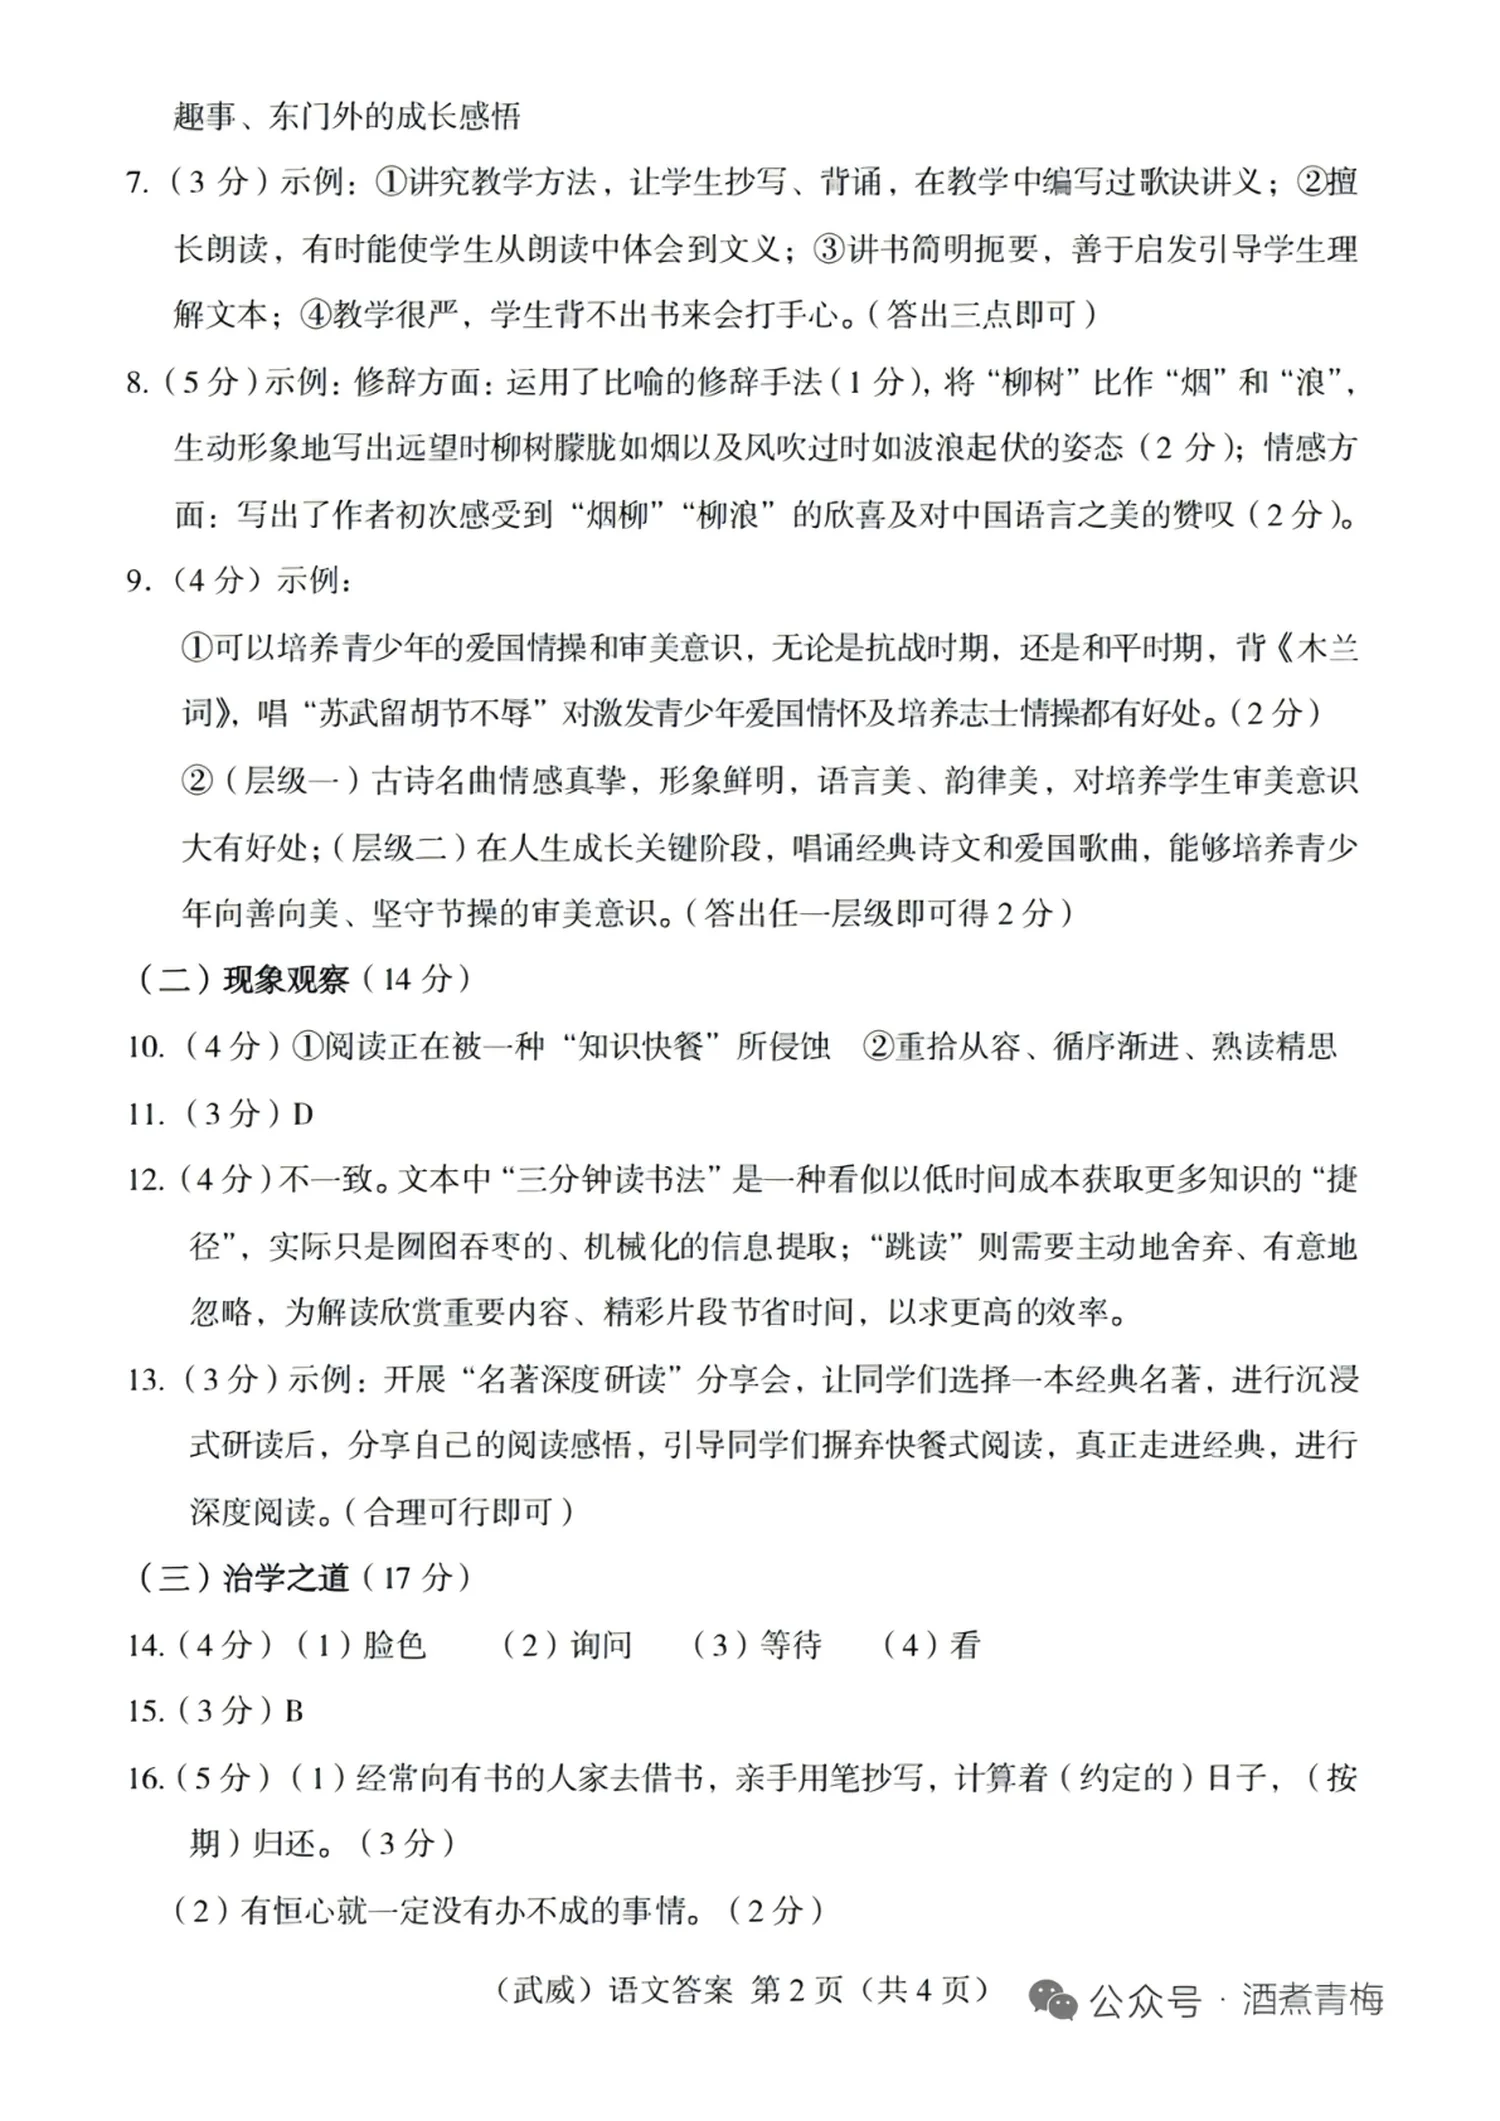 趣事、东门外的成长感悟
7.（3 分）示例：①讲究教学方法，让学生抄写、背诵，在教学中编写过歌诀讲义；②擅
长朗读，有时能使学生从朗读中体会到文义；③讲书简明扼要，善于启发引导学生理
解文本；④教学很严，学生背不出书来会打手心。（答出三点即可）
8.（5 分）示例：修辞方面：运用了比喻的修辞手法（1 分），将“柳树”比作“烟”和“浪”，
生动形象地写出远望时柳树朦胧如烟以及风吹过时如波浪起伏的姿态（2 分）；情感方
面：写出了作者初次感受到“烟柳”“柳浪”的欣喜及对中国语言之美的赞叹（2 分）。
9.（4 分）示例：
①可以培养青少年的爱国情操和审美意识，无论是抗战时期，还是和平时期，背《木兰
词》，唱“苏武留胡节不辱”对激发青少年爱国情怀及培养志士情操都有好处。（2 分）
②（层级一）古诗名曲情感真挚，形象鲜明，语言美、韵律美，对培养学生审美意识
大有好处；（层级二）在人生成长关键阶段，唱诵经典诗文和爱国歌曲，能够培养青少
年向善向美、坚守节操的审美意识。（答出任一层级即可得 2 分）
（二）现象观察（14 分）
10.（4 分）①阅读正在被一种“知识快餐”所侵蚀　②重拾从容、循序渐进、熟读精思
11.（3 分）D
12.（4 分）不一致。文本中“三分钟读书法”是一种看似以低时间成本获取更多知识的“捷
径”，实际只是囫囵吞枣的、机械化的信息提取；“跳读”则需要主动地舍弃、有意地
忽略，为解读欣赏重要内容、精彩片段节省时间，以求更高的效率。
13.（3 分）示例：开展“名著深度研读”分享会，让同学们选择一本经典名著，进行沉浸
式研读后，分享自己的阅读感悟，引导同学们摒弃快餐式阅读，真正走进经典，进行
深度阅读。（合理可行即可）
（三）治学之道（17 分）
14.（4 分）（1）脸色　（2）询问　（3）等待　（4）看
15.（3 分）B
16.（5 分）（1）经常向有书的人家去借书，亲手用笔抄写，计算着（约定的）日子，（按
期）归还。（3 分）
（2）有恒心就一定没有办不成的事情。（2 分）
（武威）语文答案 第 2 页（共 4 页）
公众号·酒煮青梅